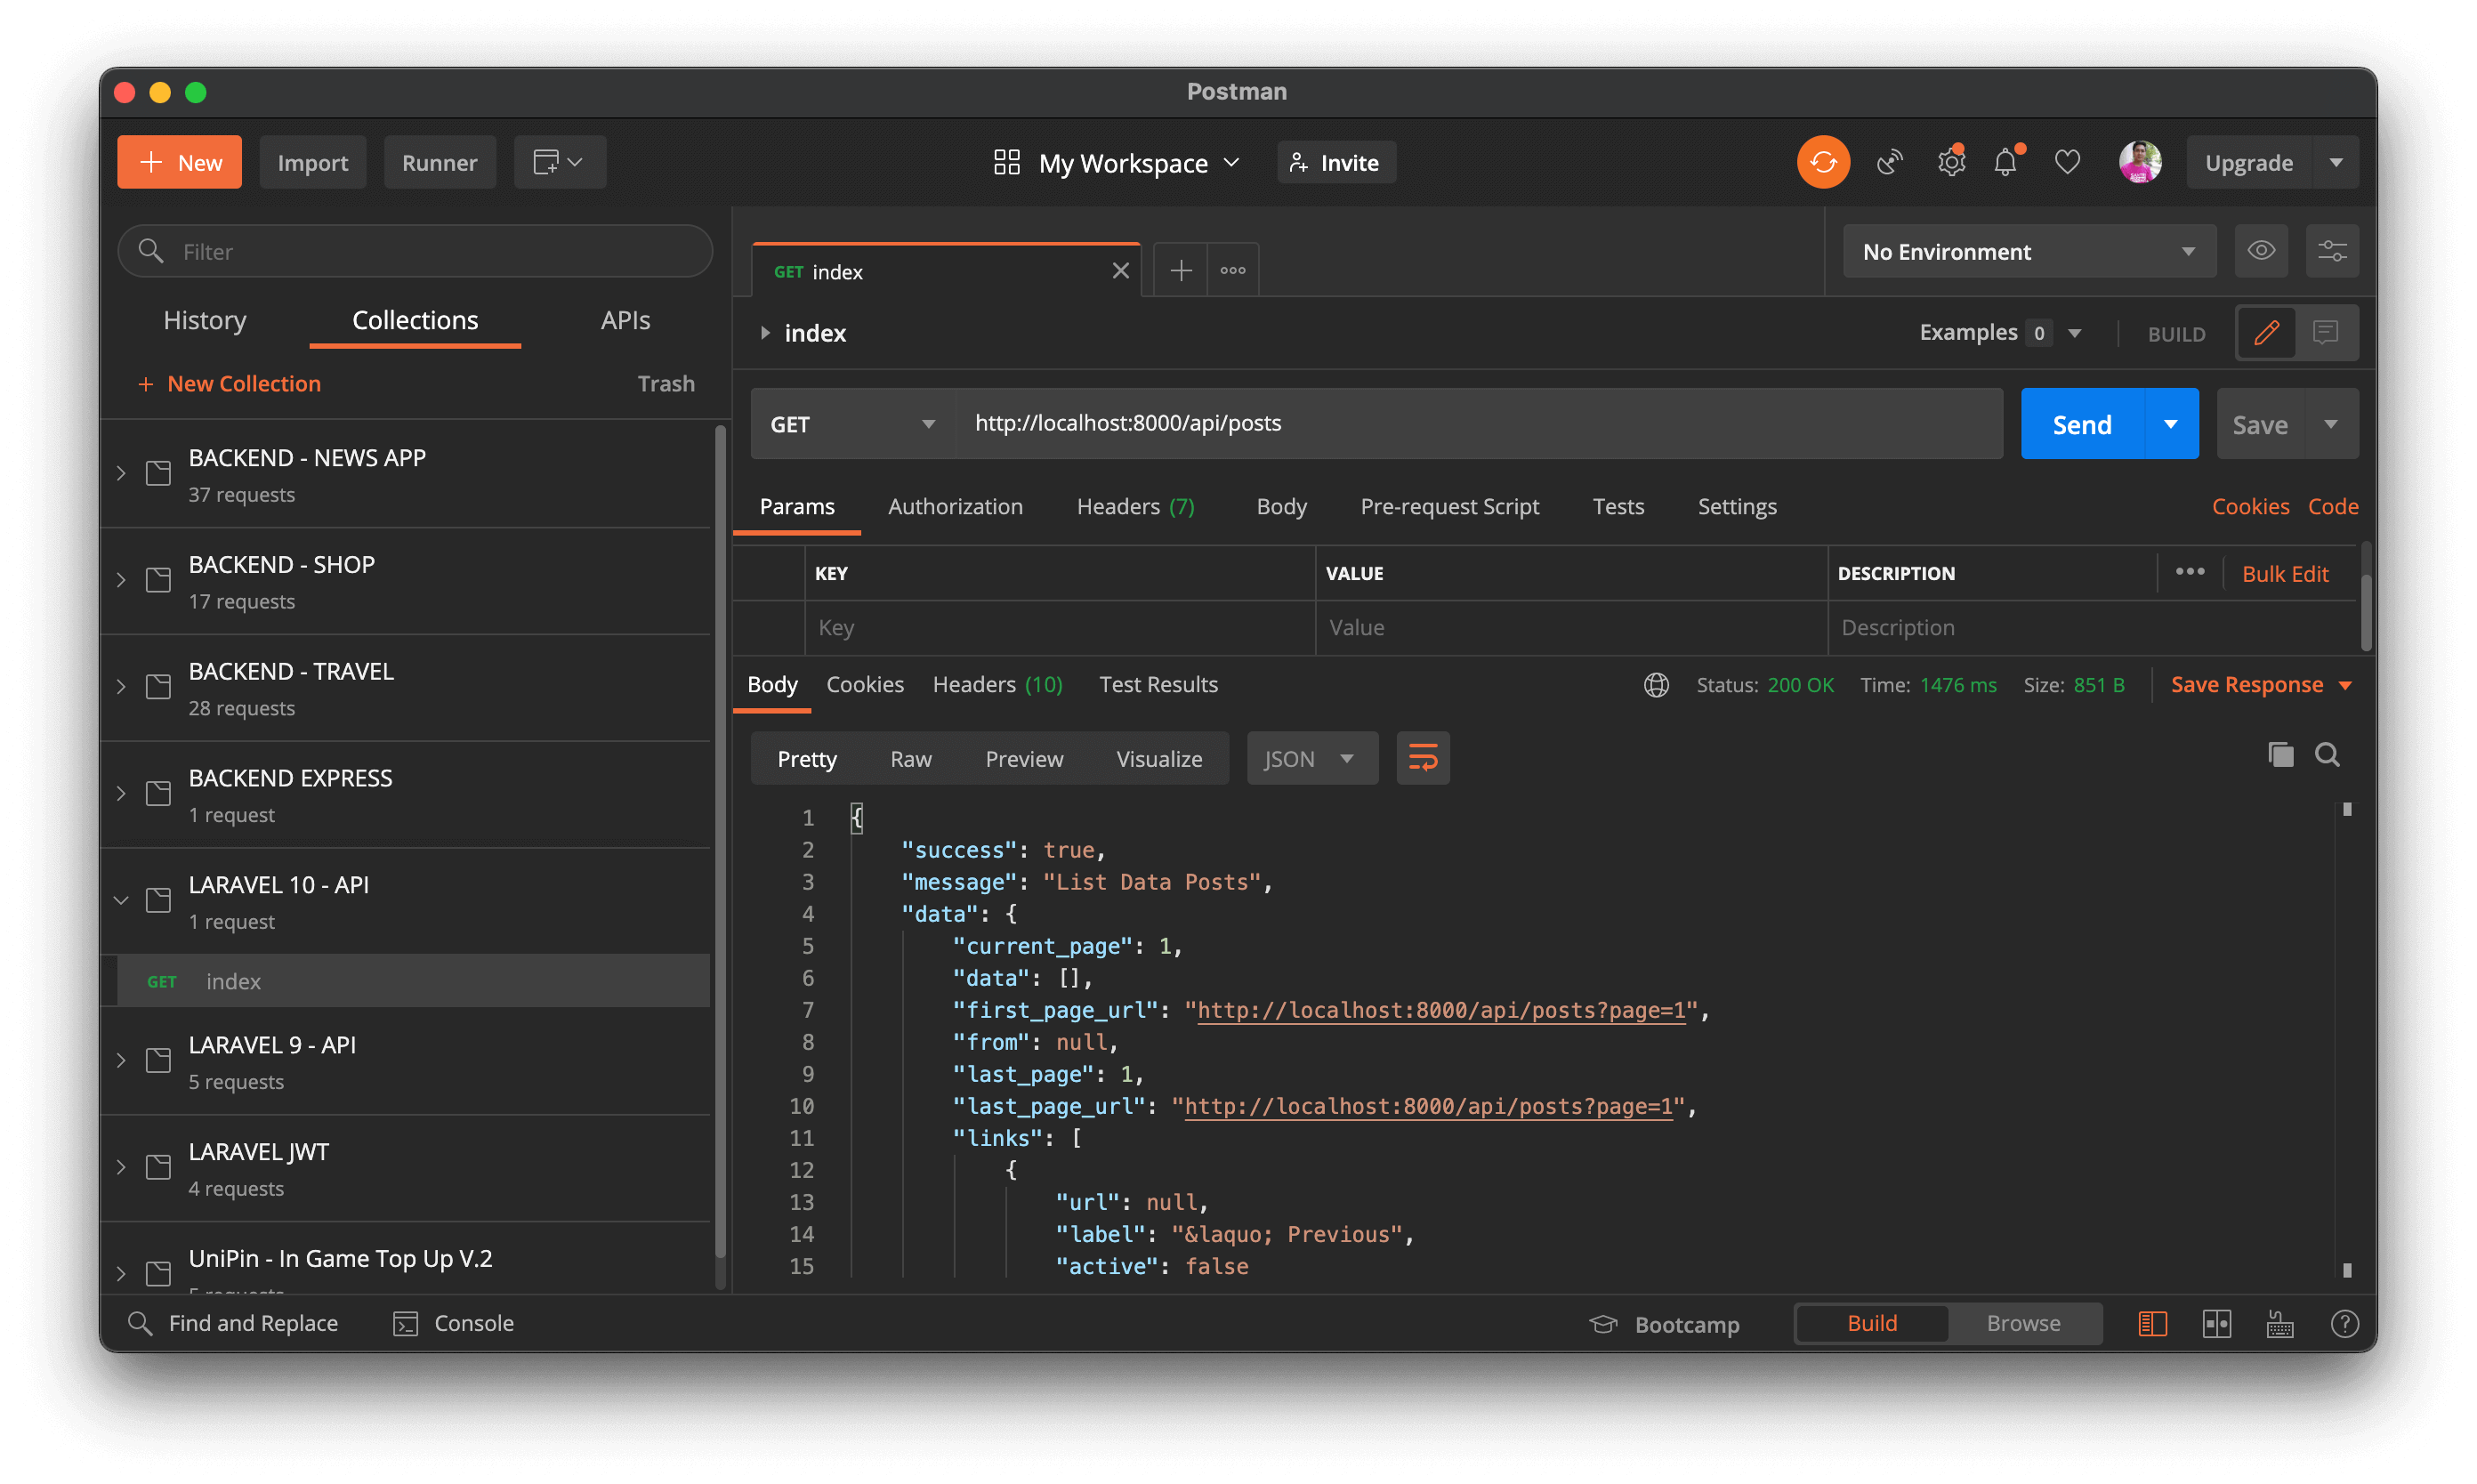 Postman
New Import Runner My Workspace Invite Upgrade
Filter
History Collections APIs
+ New Collection Trash
BACKEND - NEWS APP
37 requests
BACKEND - SHOP
17 requests
BACKEND - TRAVEL
28 requests
BACKEND EXPRESS
1 request
LARAVEL 10 - API
1 request
GET index
LARAVEL 9 - API
5 requests
LARAVEL JWT
4 requests
UniPin - In Game Top Up V.2
5 requests
GET index
No Environment
index
Examples 0 BUILD
GET http://localhost:8000/api/posts Send Save
Params Authorization Headers (7) Body Pre-request Script Tests Settings Cookies Code
KEY VALUE DESCRIPTION Bulk Edit
Key Value Description
Body Cookies Headers (10) Test Results Status: 200 OK Time: 1476 ms Size: 851 B Save Response
Pretty Raw Preview Visualize JSON
1 {
2 "success": true,
3 "message": "List Data Posts",
4 "data": {
5 "current_page": 1,
6 "data": [],
7 "first_page_url": "http://localhost:8000/api/posts?page=1",
8 "from": null,
9 "last_page": 1,
10 "last_page_url": "http://localhost:8000/api/posts?page=1",
11 "links": [
12 {
13 "url": null,
14 "label": "&laquo; Previous",
15 "active": false
Find and Replace Console Bootcamp Build Browse